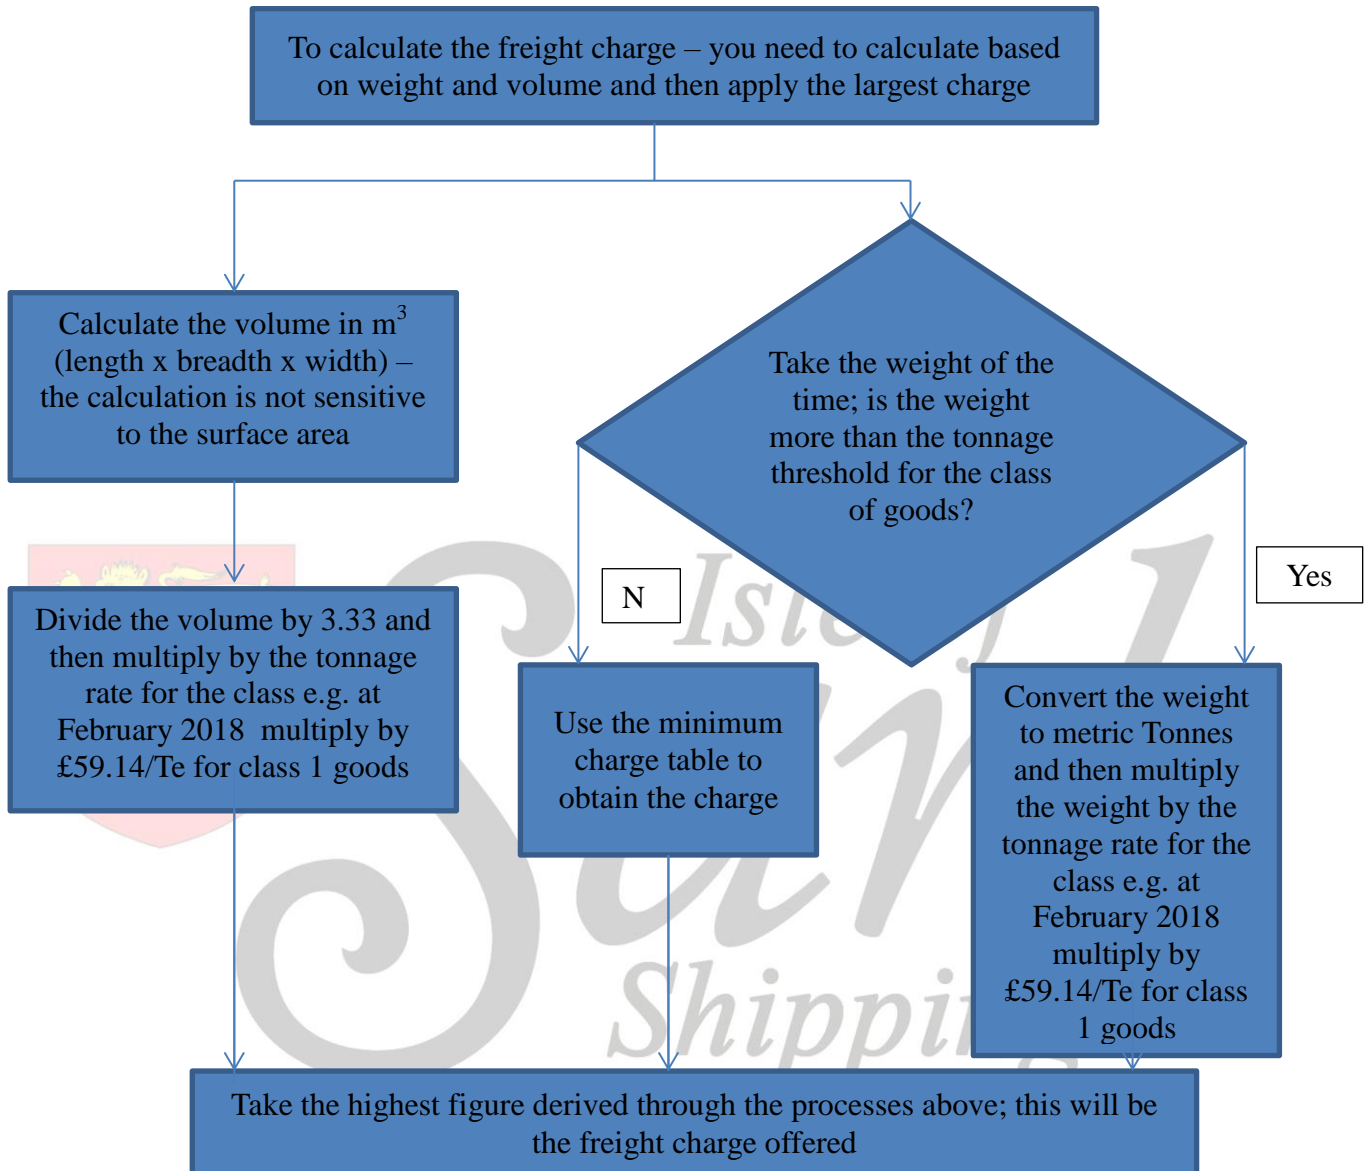 To calculate the freight charge – you need to calculate based
on weight and volume and then apply the largest charge
Calculate the volume in m³
(length x breadth x width) –
the calculation is not sensitive
to the surface area
Take the weight of the
time; is the weight
more than the tonnage
threshold for the class
of goods?
N
Yes
Divide the volume by 3.33 and
then multiply by the tonnage
rate for the class e.g. at
February 2018 multiply by
£59.14/Te for class 1 goods
Use the minimum
charge table to
obtain the charge
Convert the weight
to metric Tonnes
and then multiply
the weight by the
tonnage rate for the
class e.g. at
February 2018
multiply by
£59.14/Te for class
1 goods
Take the highest figure derived through the processes above; this will be
the freight charge offered